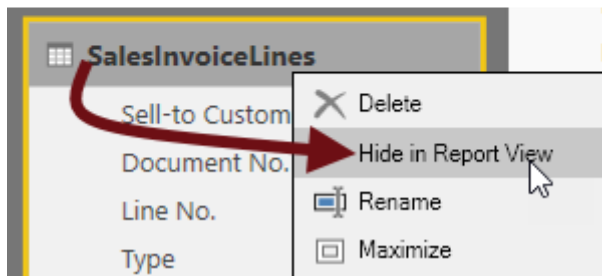 SalesInvoiceLines
Sell-to Custom
Document No.
Line No.
Type
Delete
Hide in Report View
Rename
Maximize